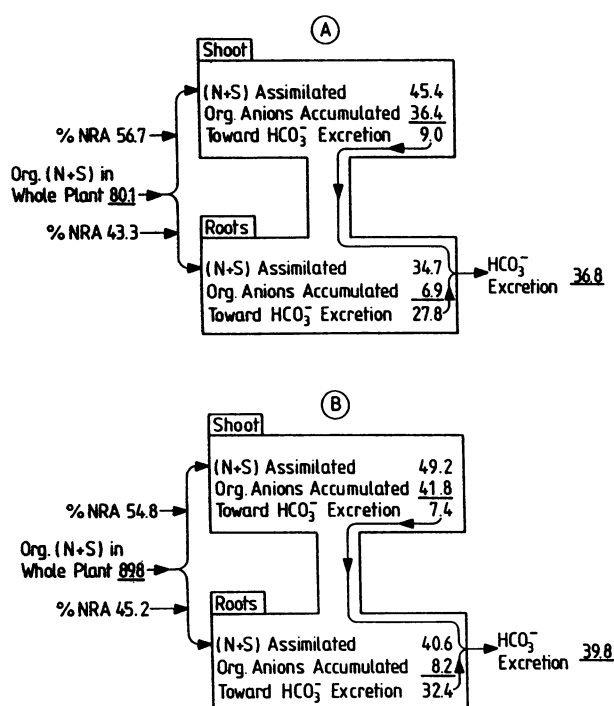 A
Shoot
(N+S) Assimilated 45.4
Org. Anions Accumulated 36.4
Toward HCO₃⁻ Excretion 9.0
% NRA 56.7
Org. (N+S) in
Whole Plant 80.1
% NRA 43.3
Roots
(N+S) Assimilated 34.7
Org. Anions Accumulated 6.9
Toward HCO₃⁻ Excretion 27.8
HCO₃⁻
Excretion 36.8
B
Shoot
(N+S) Assimilated 49.2
Org. Anions Accumulated 41.8
Toward HCO₃⁻ Excretion 7.4
% NRA 54.8
Org. (N+S) in
Whole Plant 898
% NRA 45.2
Roots
(N+S) Assimilated 40.6
Org. Anions Accumulated 8.2
Toward HCO₃⁻ Excretion 32.4
HCO₃⁻
Excretion 39.8